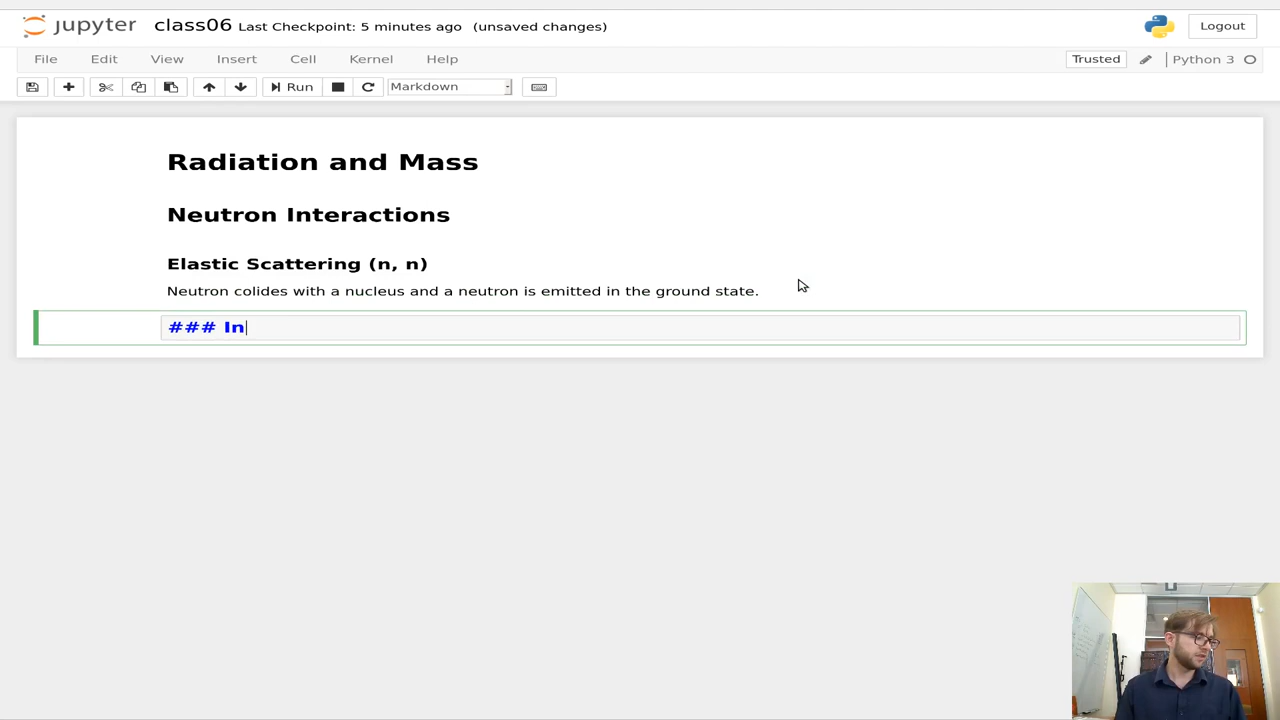 jupyter class06 Last Checkpoint: 5 minutes ago (unsaved changes) Logout
File Edit View Insert Cell Kernel Help Trusted Python 3
Run Markdown
Radiation and Mass
Neutron Interactions
Elastic Scattering (n, n)
Neutron colides with a nucleus and a neutron is emitted in the ground state.
### In